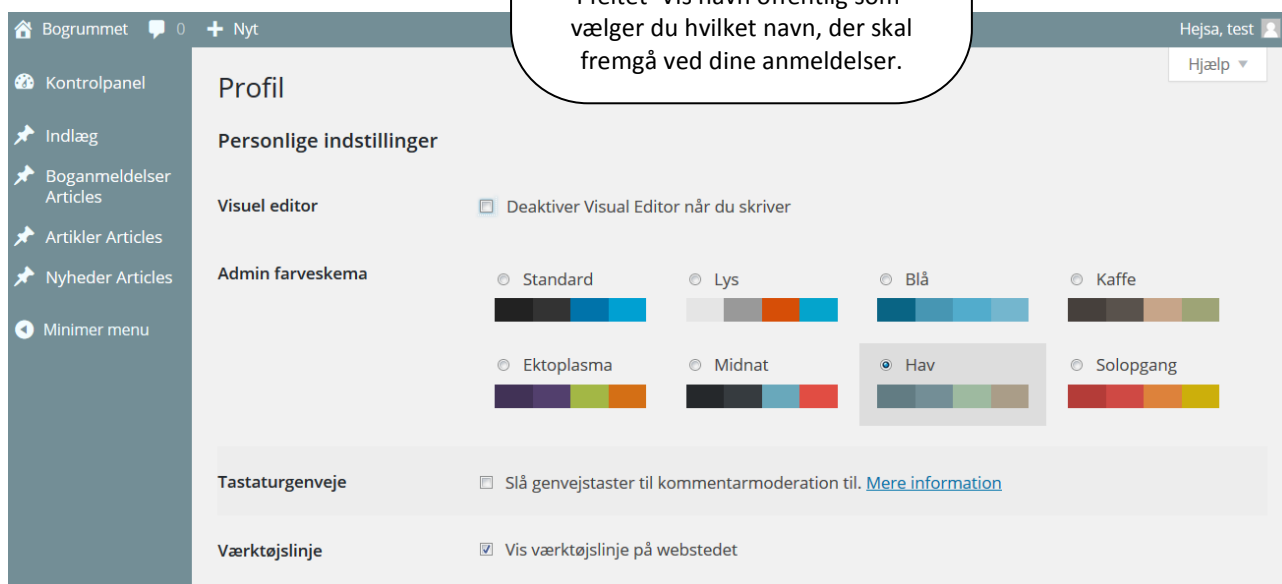 vælger du hvilket navn, der skal
fremgå ved dine anmeldelser.
Bogrummet 0 + Nyt Hejsa, test
Hjælp
Kontrolpanel
Indlæg
Boganmeldelser
Articles
Artikler Articles
Nyheder Articles
Minimer menu
Profil
Personlige indstillinger
Visuel editor Deaktiver Visual Editor når du skriver
Admin farveskema
Standard Lys Blå Kaffe
Ektoplasma Midnat Hav Solopgang
Tastaturgenveje Slå genvejstaster til kommentarmoderation til. Mere information
Værktøjslinje Vis værktøjslinje på webstedet